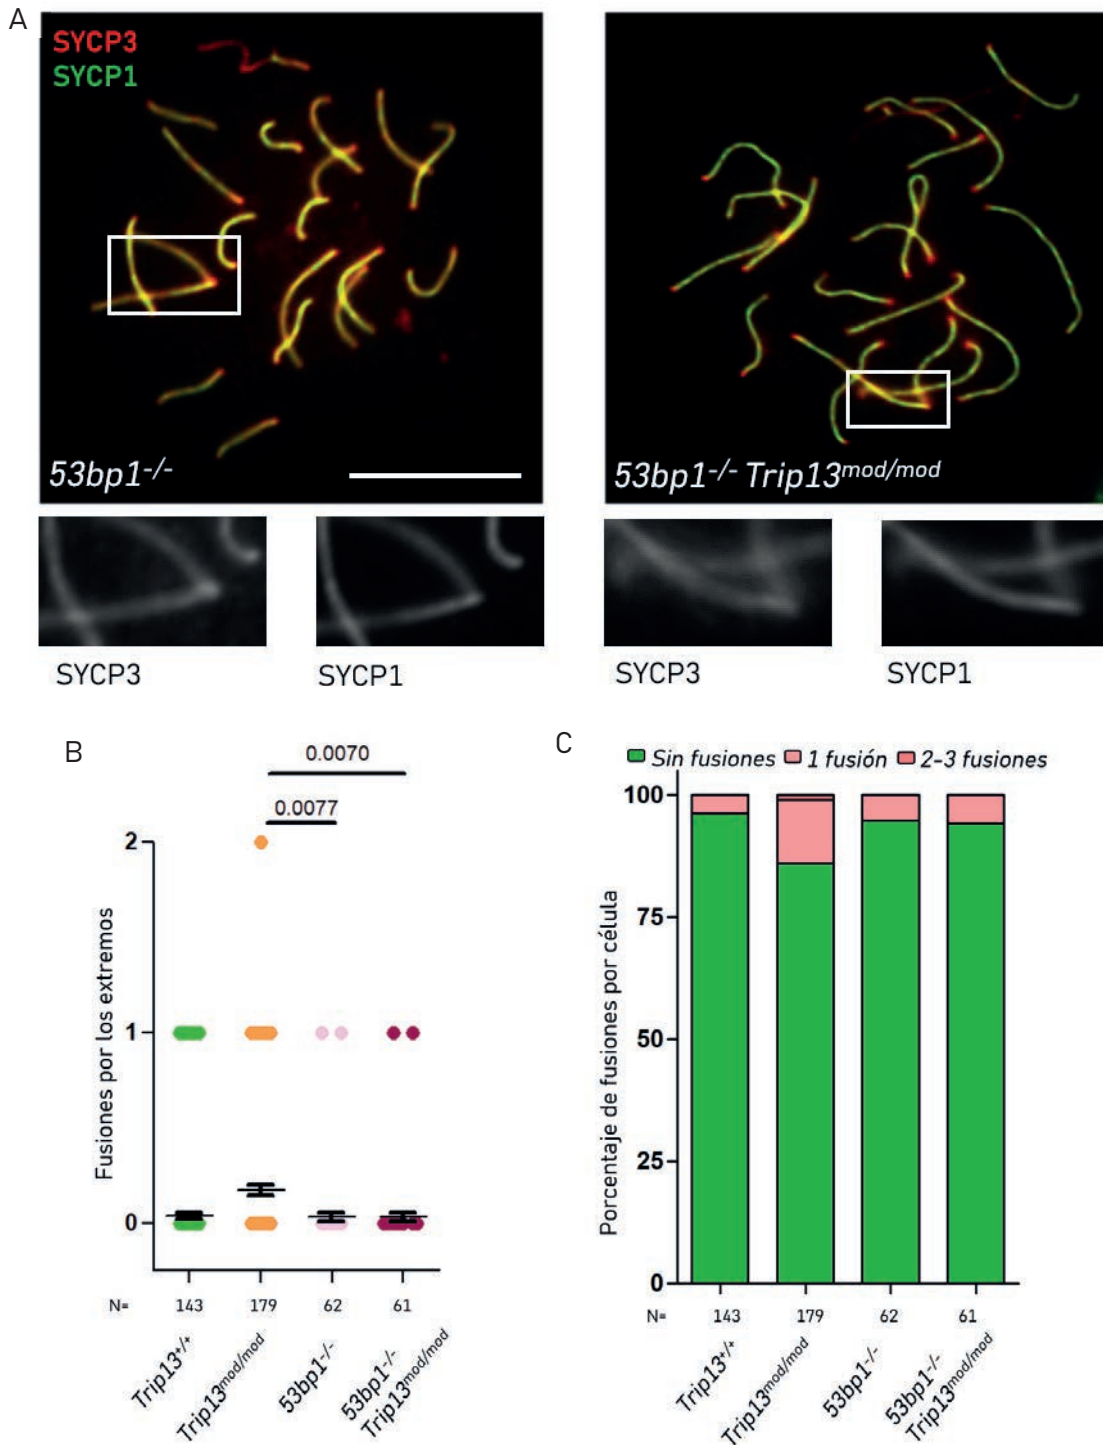 A
SYCP3
SYCP1
53bp1-/-
53bp1-/- Trip13mod/mod
SYCP3
SYCP1
SYCP3
SYCP1
B
0.0070
0.0077
Fusiones por los extremos
2
1
0
N= 143 179 62 61
Trip13+/+
Trip13mod/mod
53bp1-/-
53bp1-/-
Trip13mod/mod
C
Sin fusiones 1 fusión 2-3 fusiones
Porcentaje de fusiones por célula
100
75
50
25
0
N= 143 179 62 61
Trip13+/+
Trip13mod/mod
53bp1-/-
53bp1-/-
Trip13mod/mod